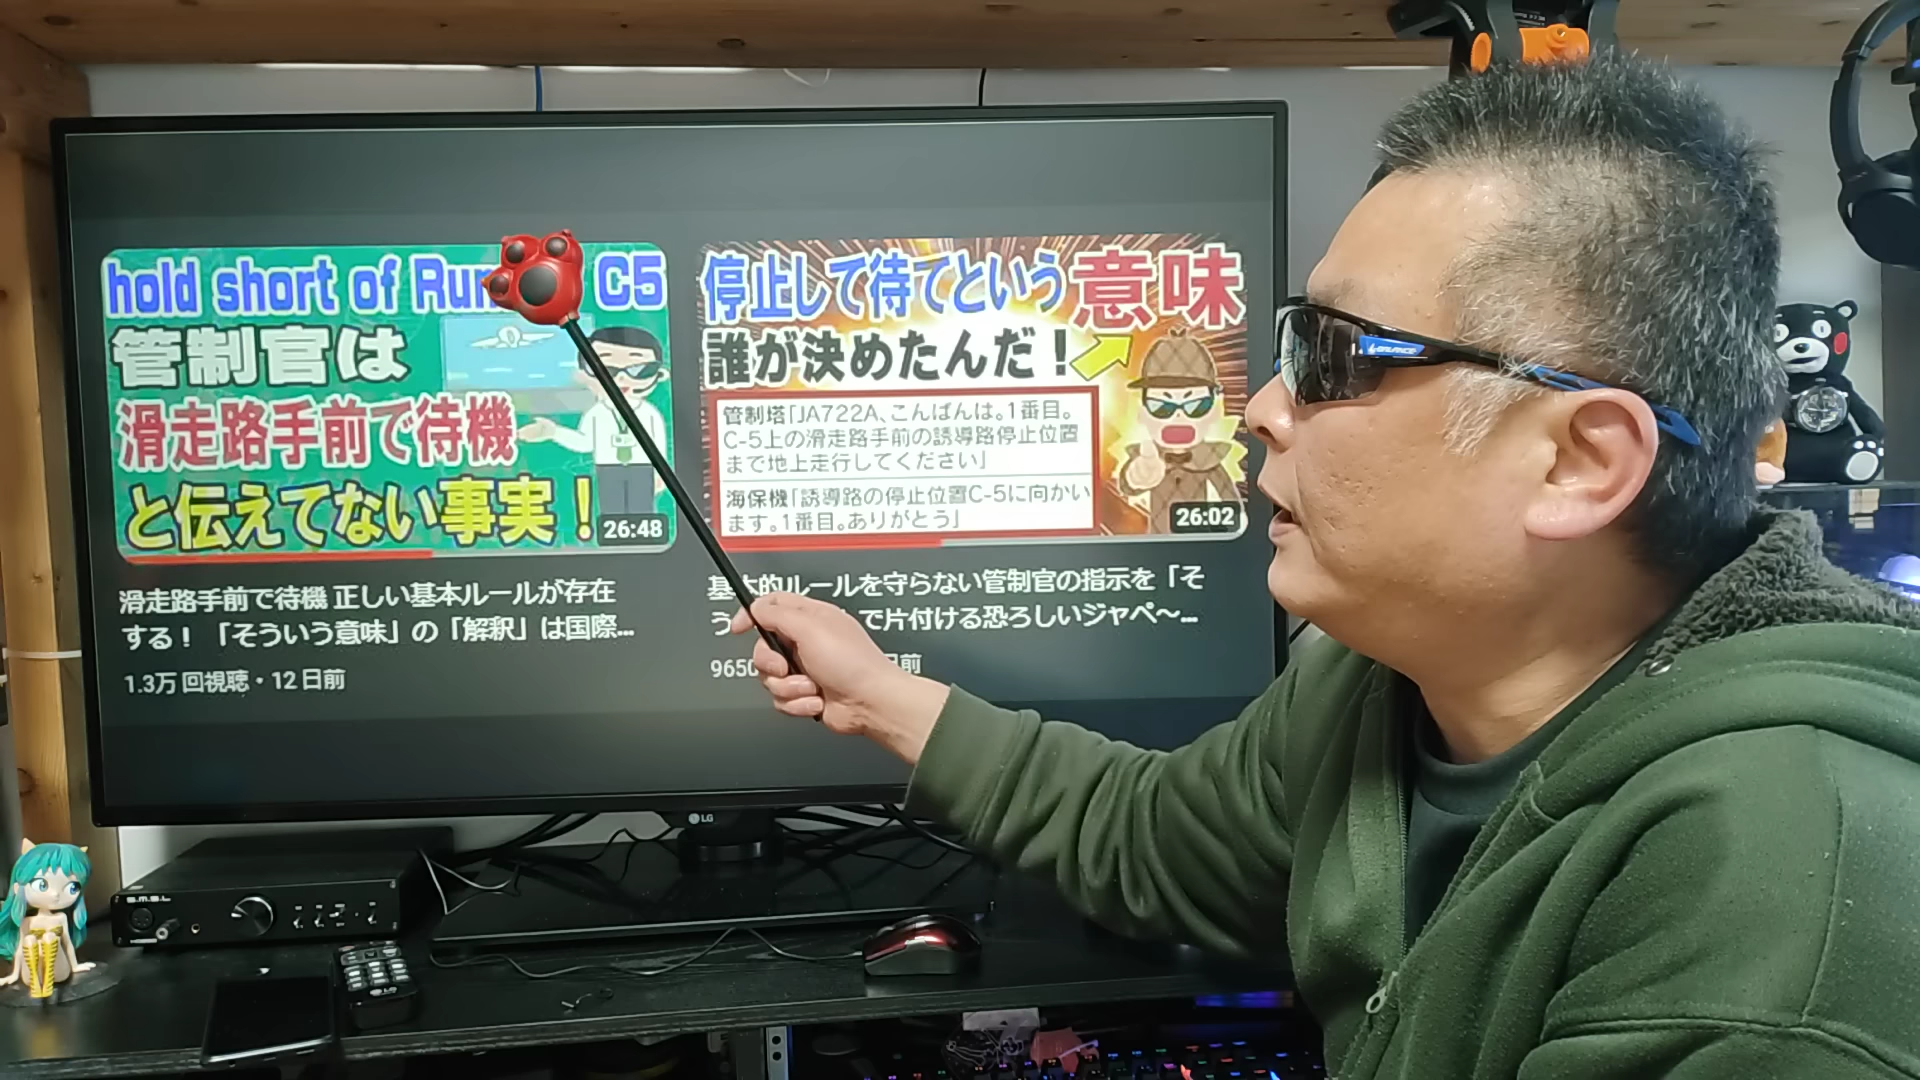 hold short of Run C5
管制官は
滑走路手前で待機
と伝えてない事実！
26:48
滑走路手前で待機 正しい基本ルールが存在
する！「そういう意味」の「解釈」は国際...
1.3万 回視聴・12 日前
停止して待てという意味
誰が決めたんだ！
管制塔「JA722A、こんばんは。1番目。
C-5上の滑走路手前の誘導路停止位置
まで地上走行してください」
海保機「誘導路の停止位置C-5に向かい
ます。1番目。ありがとう」
26:02
基本的ルールを守らない管制官の指示を「そ
う で片付ける恐ろしいジャペ〜...
9650 日前
LG
S.M.S.L
LG